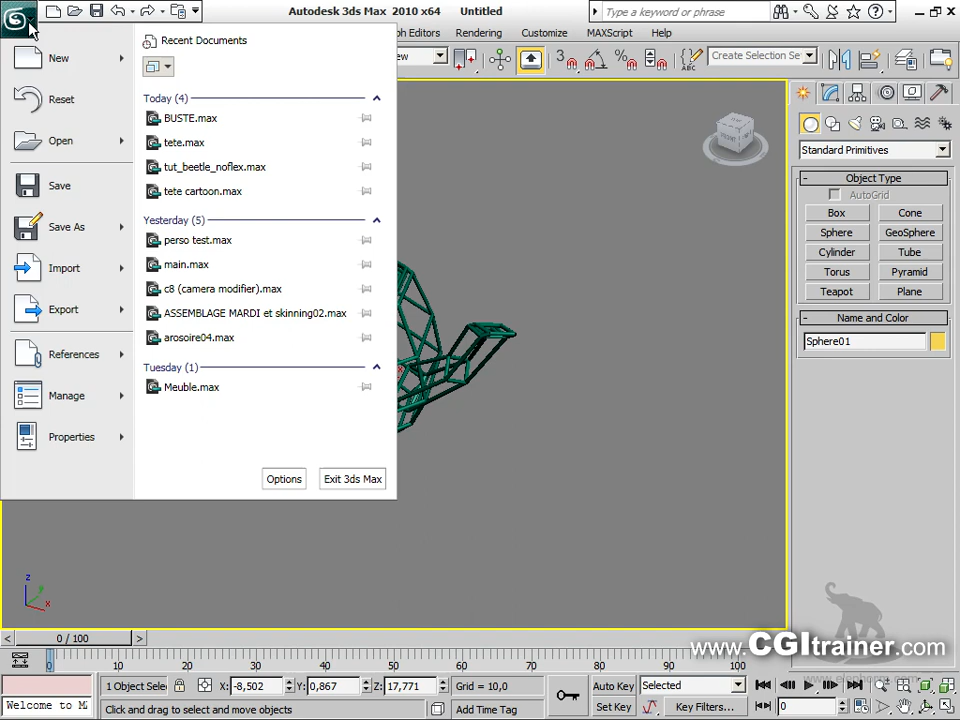 Autodesk 3ds Max 2010 x64 Untitled
Type a keyword or phrase
ph Editors Rendering Customize MAXScript Help
ew
3
Create Selection Se
Recent Documents
New
Reset
Open
Save
Save As
Import
Export
References
Manage
Properties
Today (4)
BUSTE.max
tete.max
tut_beetle_noflex.max
tete cartoon.max
Yesterday (5)
perso test.max
main.max
c8 (camera modifier).max
ASSEMBLAGE MARDI et skinning02.max
arosoire04.max
Tuesday (1)
Meuble.max
Options Exit 3ds Max
Standard Primitives
Object Type
AutoGrid
Box Cone
Sphere GeoSphere
Cylinder Tube
Torus Pyramid
Teapot Plane
Name and Color
Sphere01
z
y
x
www.CGItrainer.com
0 / 100
0 10 20 30 40 50 60 70 80 90 100
1 Object Selec X: -8,502 Y: 0,867 Z: 17,771 Grid = 10,0 Auto Key Selected
Welcome to M Click and drag to select and move objects Add Time Tag Set Key Key Filters... 0